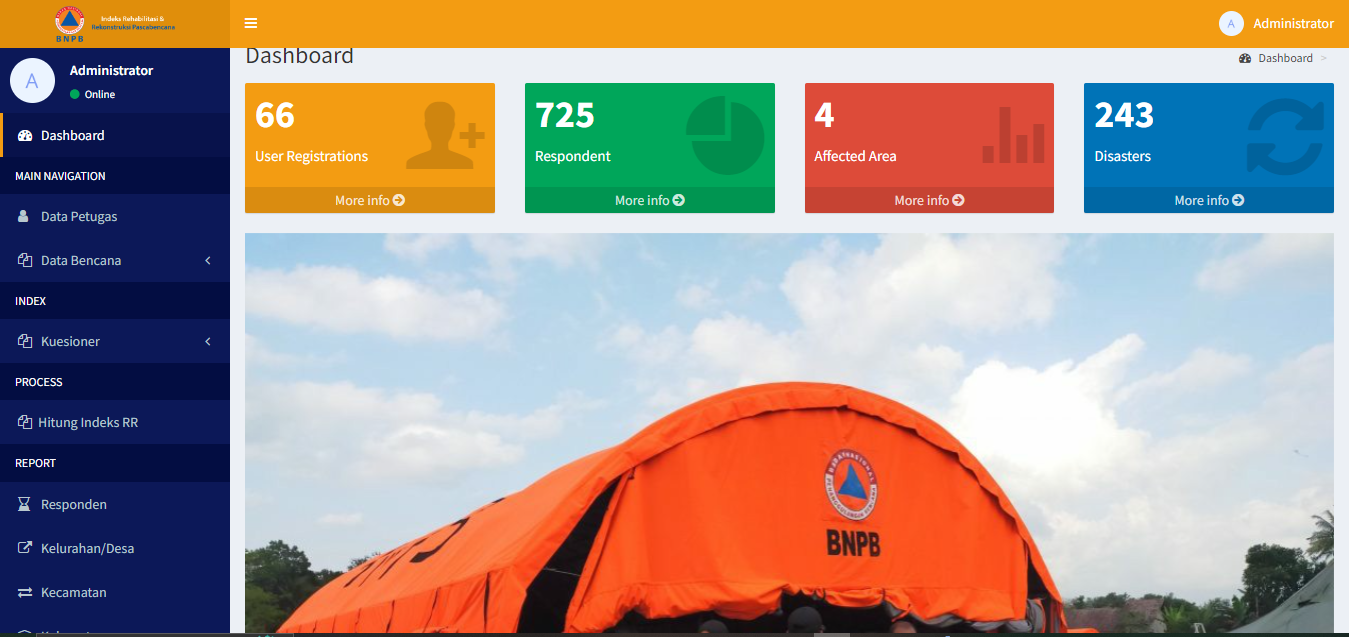 Indeks Rehabilitasi &
Rekonstruksi Pascabencana
BNPB
A Administrator
A
Administrator
Online
Dashboard
MAIN NAVIGATION
Data Petugas
Data Bencana
INDEX
Kuesioner
PROCESS
Hitung Indeks RR
REPORT
Responden
Kelurahan/Desa
Kecamatan
Dashboard
Dashboard >
66
User Registrations
More info
725
Respondent
More info
4
Affected Area
More info
243
Disasters
More info
BNPB